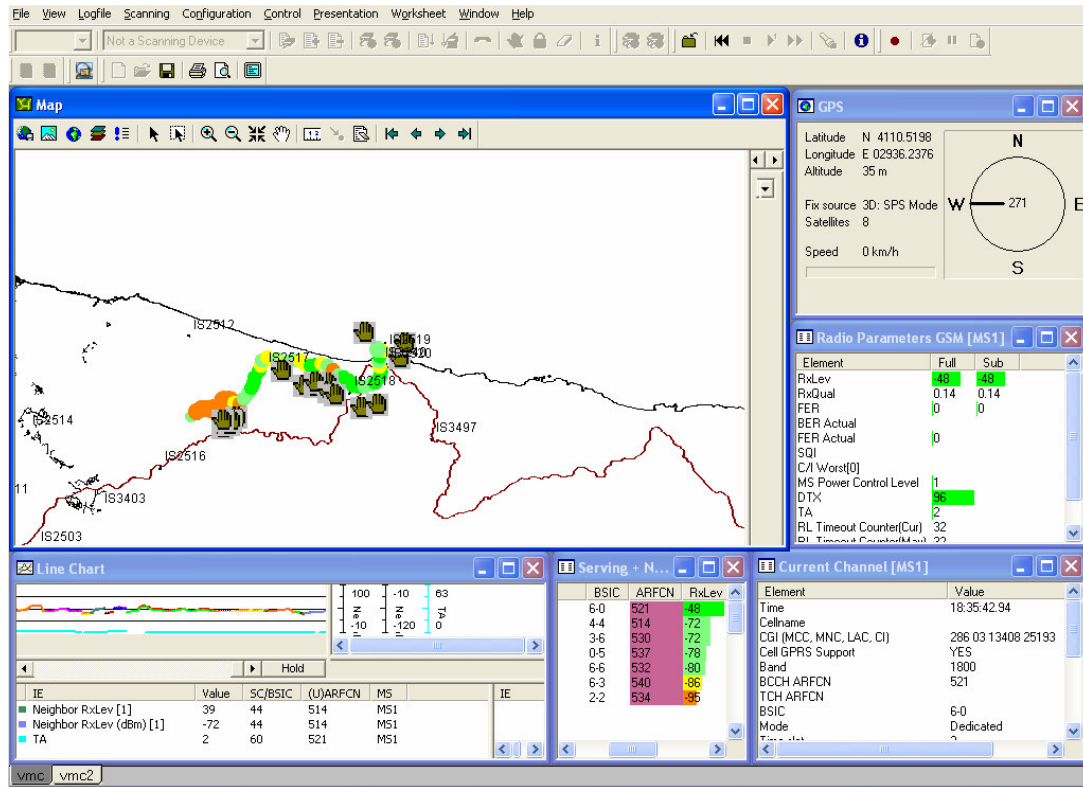 File View Logfile Scanning Configuration Control Presentation Worksheet Window Help
Not a Scanning Device
Map
IS2512
IS2519
IS2517
IS2518
IS2514
IS3497
IS2516
11
IS3403
IS2503
GPS
Latitude N 4110.5198
Longitude E 02936.2376
Altitude 35 m
Fix source 3D: SPS Mode
Satellites 8
Speed 0 km/h
N
W 271 E
S
Radio Parameters GSM [MS1]
Element Full Sub
RxLev -48 -48
RxQual 0.14 0.14
FER 0 0
BER Actual
FER Actual 0
SQI
C/I Worst[0]
MS Power Control Level 1
DTX 96
TA 2
RL Timeout Counter(Cur) 32
RL Timeout Counter(Max) 32
Line Chart
100 -10 63
Ne Ne TA
-10 -120 0
Hold
IE Value SC/BSIC (U)ARFCN MS IE
Neighbor RxLev [1] 39 44 514 MS1
Neighbor RxLev (dBm) [1] -72 44 514 MS1
TA 2 60 521 MS1
Serving + N...
BSIC ARFCN RxLev
6-0 521 -48
4-4 514 -72
3-6 530 -72
0-5 537 -78
6-6 532 -80
6-3 540 -86
2-2 534 -95
Current Channel [MS1]
Element Value
Time 18:35:42.94
Cellname
CGI (MCC, MNC, LAC, CI) 286 03 13408 25193
Cell GPRS Support YES
Band 1800
BCCH ARFCN 521
TCH ARFCN
BSIC 6-0
Mode Dedicated
vmc vmc2